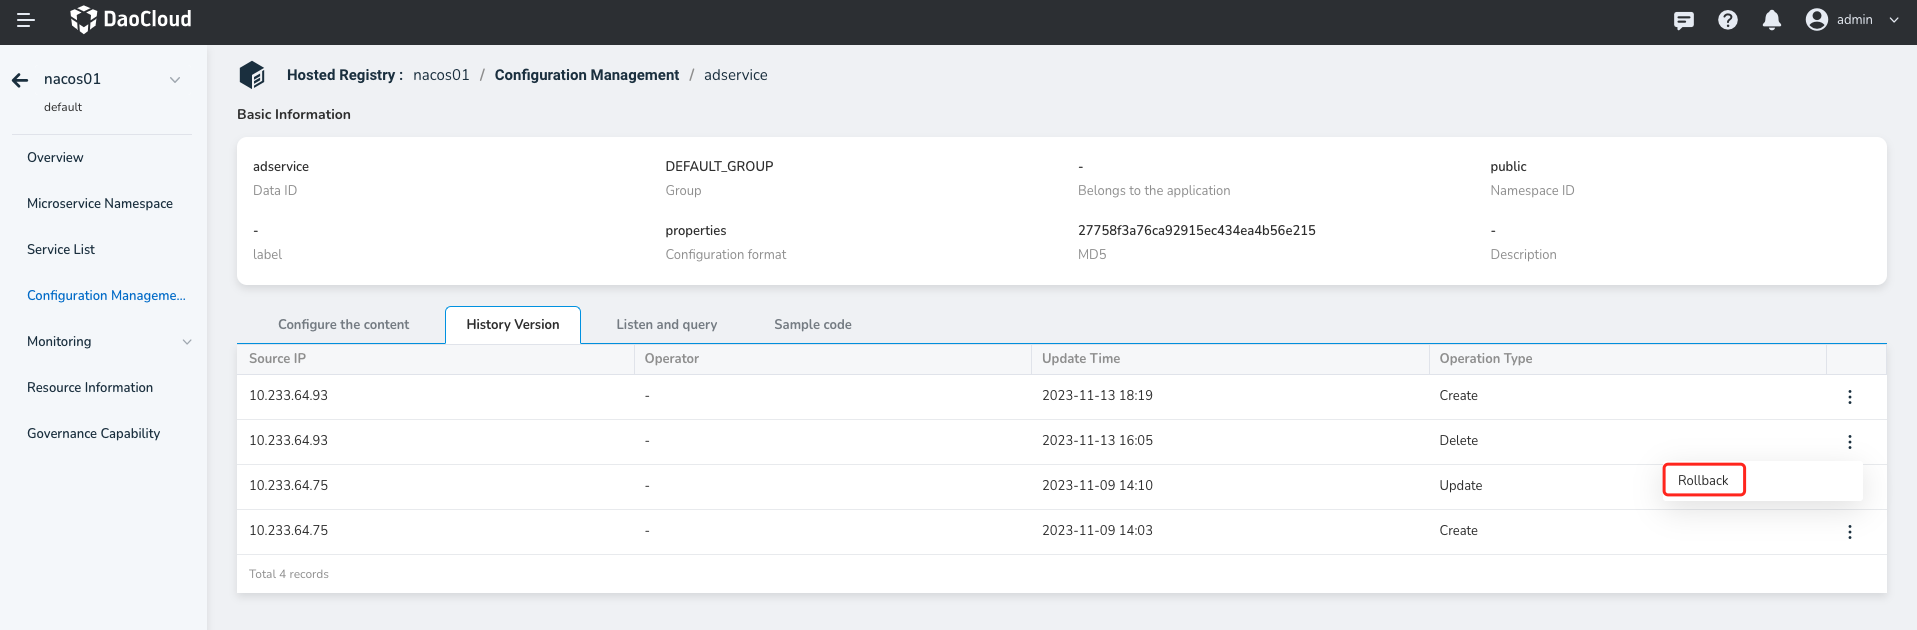 DaoCloud
admin
nacos01
default
Overview
Microservice Namespace
Service List
Configuration Manageme...
Monitoring
Resource Information
Governance Capability
Hosted Registry : nacos01 / Configuration Management / adservice
Basic Information
adservice DEFAULT_GROUP - public
Data ID Group Belongs to the application Namespace ID
- properties 27758f3a76ca92915ec434ea4b56e215 -
label Configuration format MD5 Description
Configure the content History Version Listen and query Sample code
Source IP Operator Update Time Operation Type
10.233.64.93 - 2023-11-13 18:19 Create
10.233.64.93 - 2023-11-13 16:05 Delete
10.233.64.75 - 2023-11-09 14:10 Update
Rollback
10.233.64.75 - 2023-11-09 14:03 Create
Total 4 records